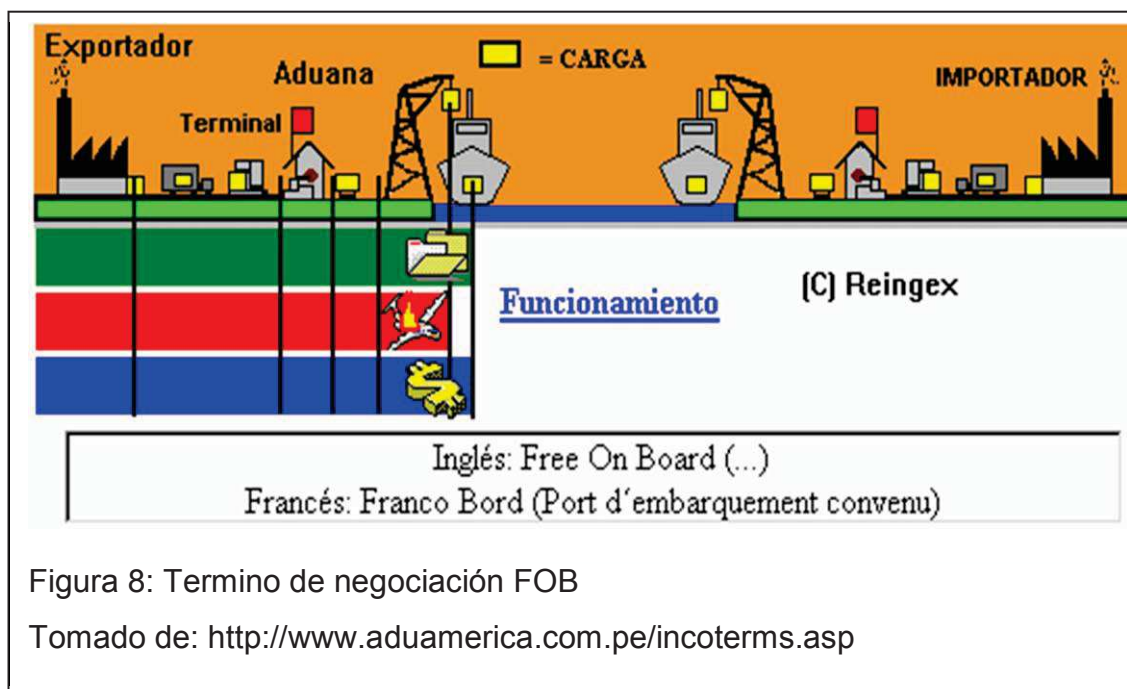 Exportador
Aduana
= CARGA
IMPORTADOR
Terminal
Funcionamiento
(C) Reingex
Inglés: Free On Board (...)
Francés: Franco Bord (Port d´embarquement convenu)
Figura 8: Termino de negociación FOB
Tomado de: http://www.aduamerica.com.pe/incoterms.asp